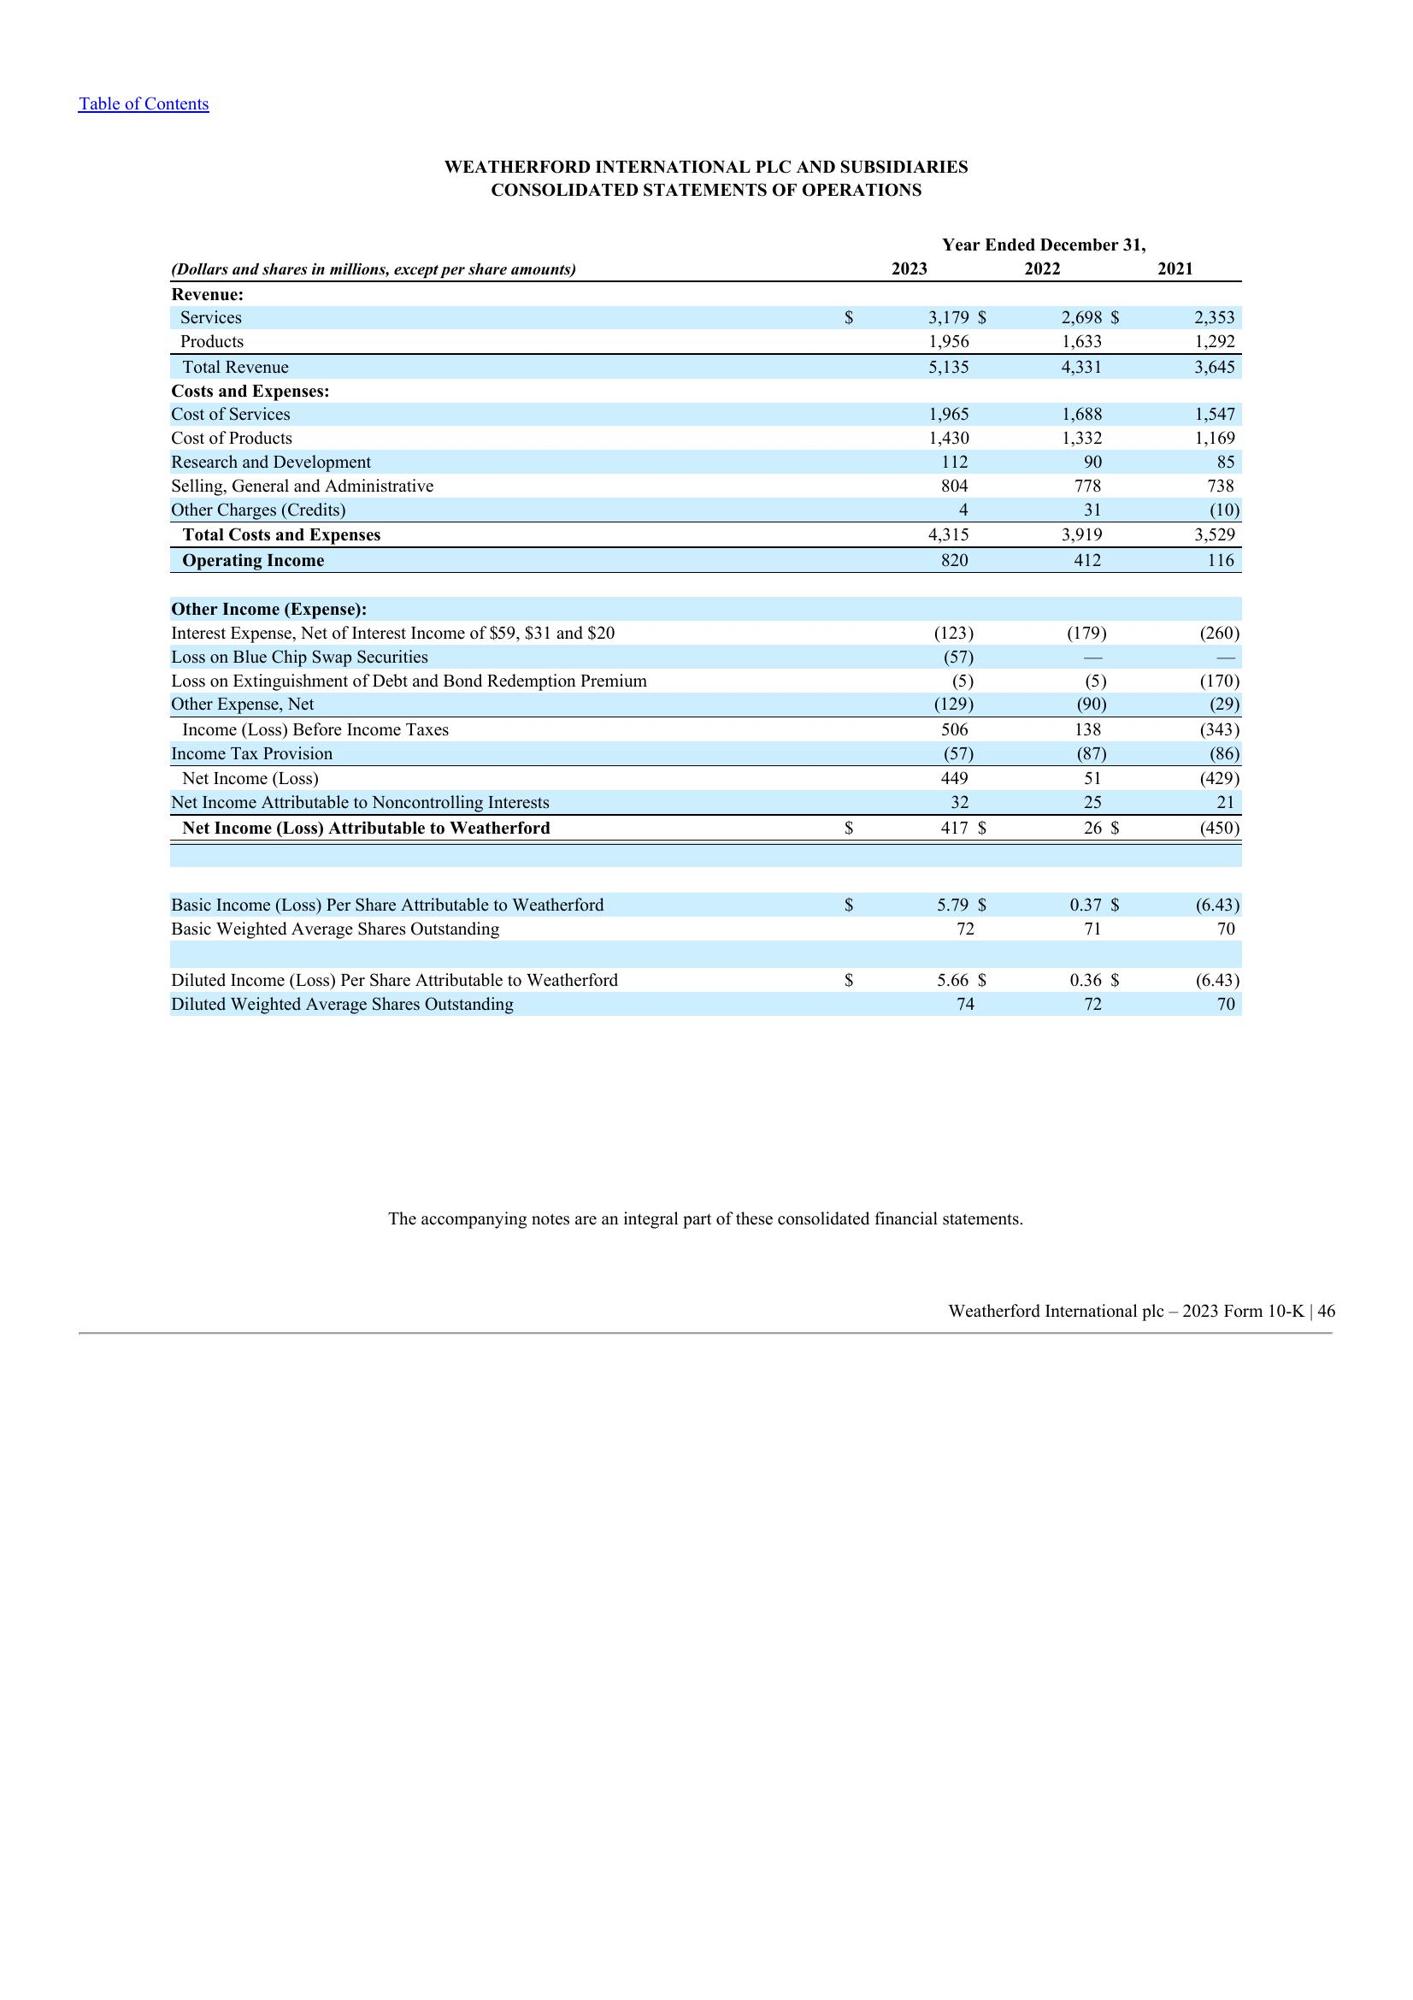 Table of Contents
WEATHERFORD INTERNATIONAL PLC AND SUBSIDIARIES
CONSOLIDATED STATEMENTS OF OPERATIONS
Year Ended December 31,
(Dollars and shares in millions, except per share amounts) 2023 2022 2021
Revenue:
Services $ 3,179 $ 2,698 $ 2,353
Products 1,956 1,633 1,292
Total Revenue 5,135 4,331 3,645
Costs and Expenses:
Cost of Services 1,965 1,688 1,547
Cost of Products 1,430 1,332 1,169
Research and Development 112 90 85
Selling, General and Administrative 804 778 738
Other Charges (Credits) 4 31 (10)
Total Costs and Expenses 4,315 3,919 3,529
Operating Income 820 412 116
Other Income (Expense):
Interest Expense, Net of Interest Income of $59, $31 and $20 (123) (179) (260)
Loss on Blue Chip Swap Securities (57) — —
Loss on Extinguishment of Debt and Bond Redemption Premium (5) (5) (170)
Other Expense, Net (129) (90) (29)
Income (Loss) Before Income Taxes 506 138 (343)
Income Tax Provision (57) (87) (86)
Net Income (Loss) 449 51 (429)
Net Income Attributable to Noncontrolling Interests 32 25 21
Net Income (Loss) Attributable to Weatherford $ 417 $ 26 $ (450)
Basic Income (Loss) Per Share Attributable to Weatherford $ 5.79 $ 0.37 $ (6.43)
Basic Weighted Average Shares Outstanding 72 71 70
Diluted Income (Loss) Per Share Attributable to Weatherford $ 5.66 $ 0.36 $ (6.43)
Diluted Weighted Average Shares Outstanding 74 72 70
The accompanying notes are an integral part of these consolidated financial statements.
Weatherford International plc – 2023 Form 10-K | 46